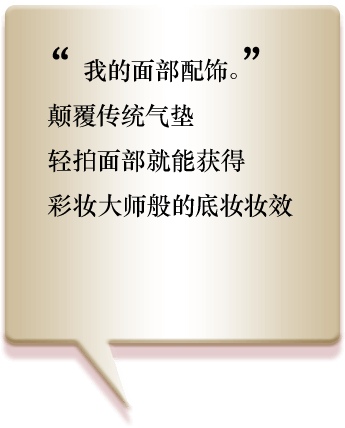 “我的面部配饰。”
颠覆传统气垫
轻拍面部就能获得
彩妆大师般的底妆妆效